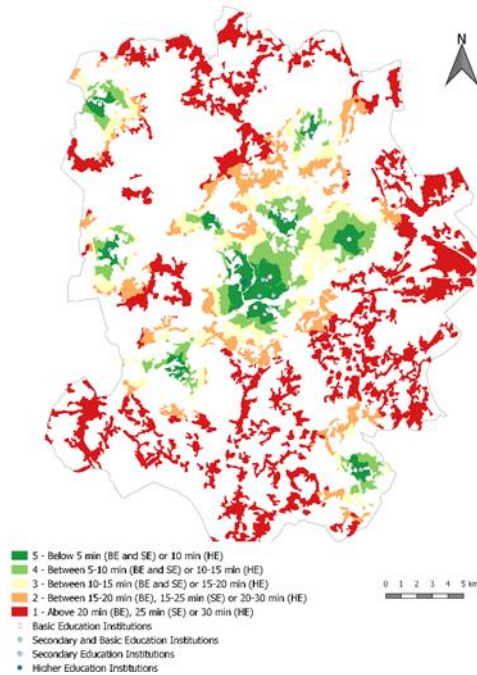 N
5 - Below 5 min (BE and SE) or 10 min (HE)
4 - Between 5-10 min (BE and SE) or 10-15 min (HE)
3 - Between 10-15 min (BE and SE) or 15-20 min (HE)
2 - Between 15-20 min (BE), 15-25 min (SE) or 20-30 min (HE)
1 - Above 20 min (BE), 25 min (SE) or 30 min (HE)
Basic Education Institutions
Secondary and Basic Education Institutions
Secondary Education Institutions
Higher Education Institutions
0 5 km